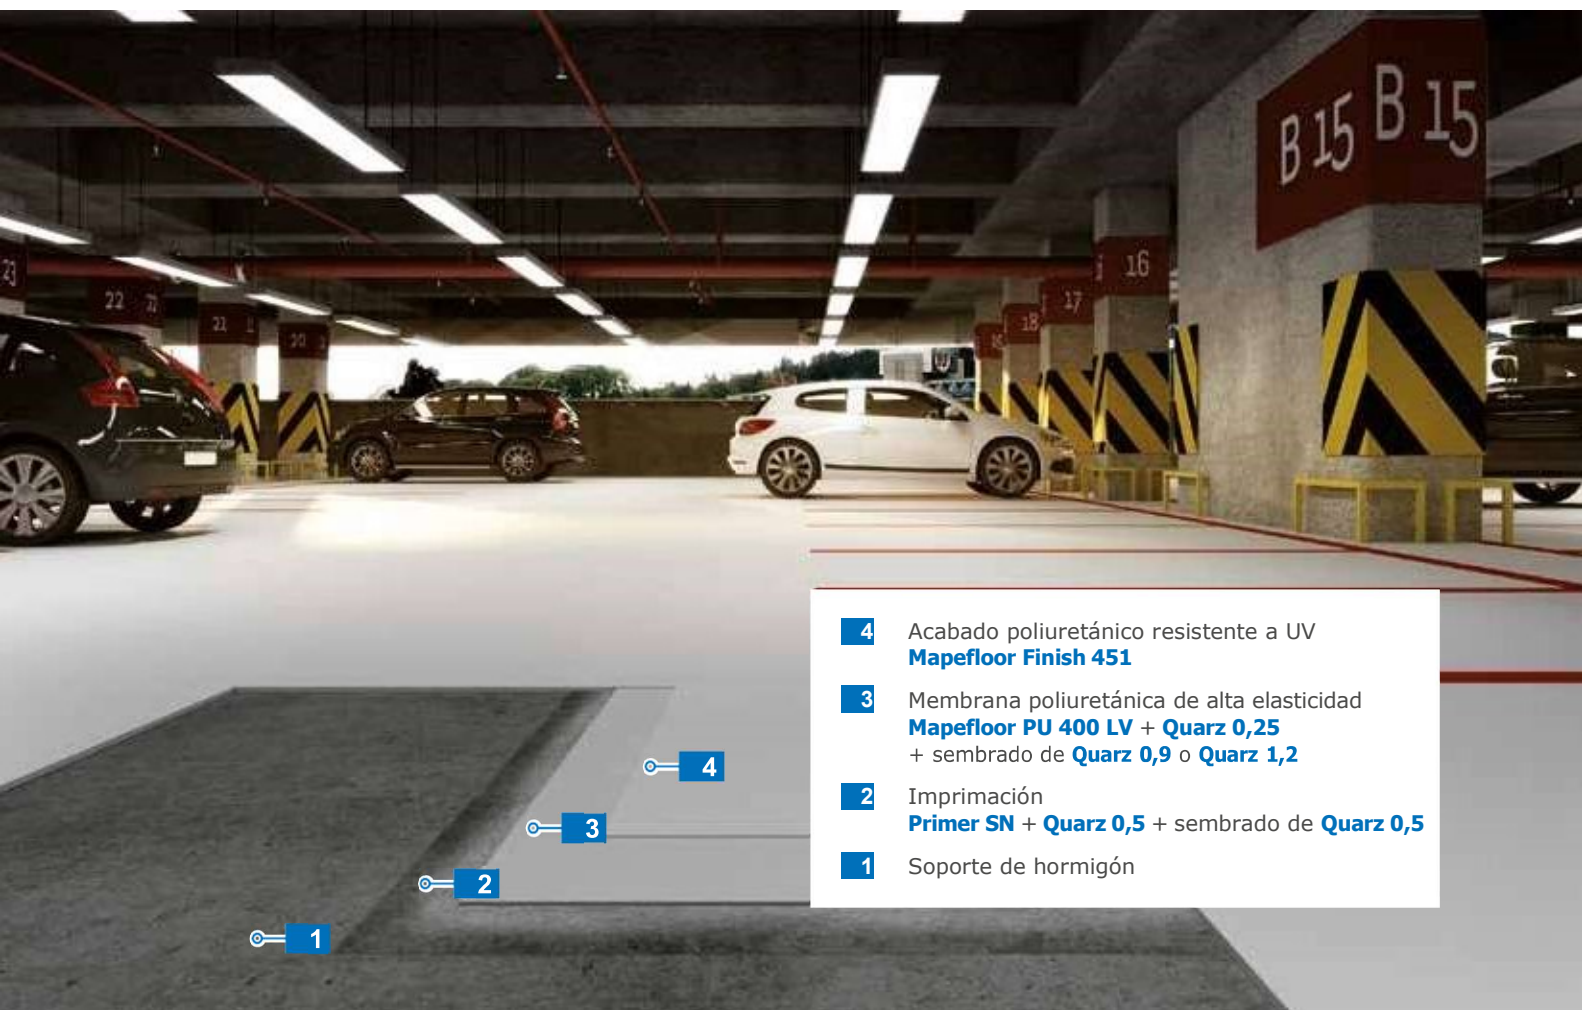 B 15 B 15
16
17
18
23
22 22
21
20
4 Acabado poliuretánico resistente a UV
Mapefloor Finish 451
3 Membrana poliuretánica de alta elasticidad
Mapefloor PU 400 LV + Quarz 0,25
+ sembrado de Quarz 0,9 o Quarz 1,2
2 Imprimación
Primer SN + Quarz 0,5 + sembrado de Quarz 0,5
1 Soporte de hormigón
4
3
2
1